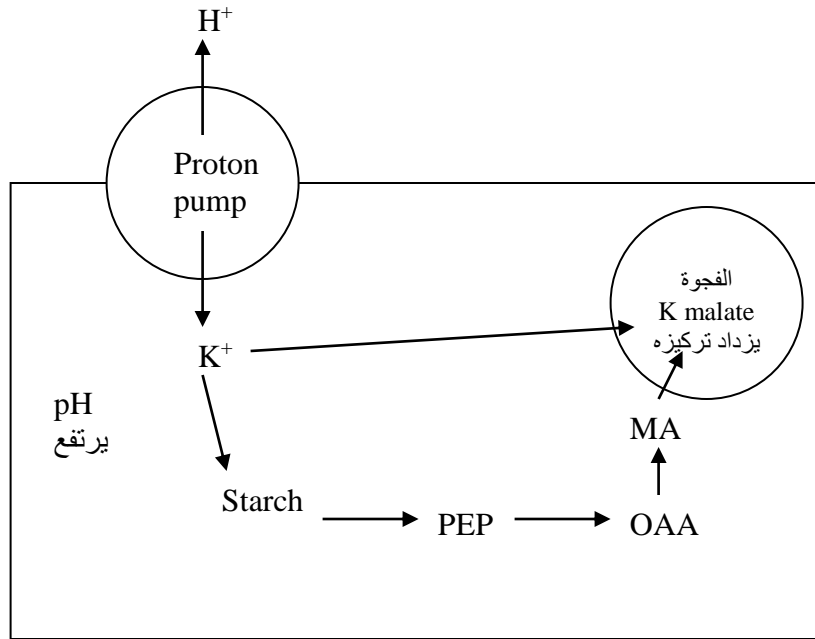 H⁺
Proton
pump
الفجوة
K malate
يزداد تركيزه
K⁺
pH
يرتفع
MA
Starch
PEP
OAA